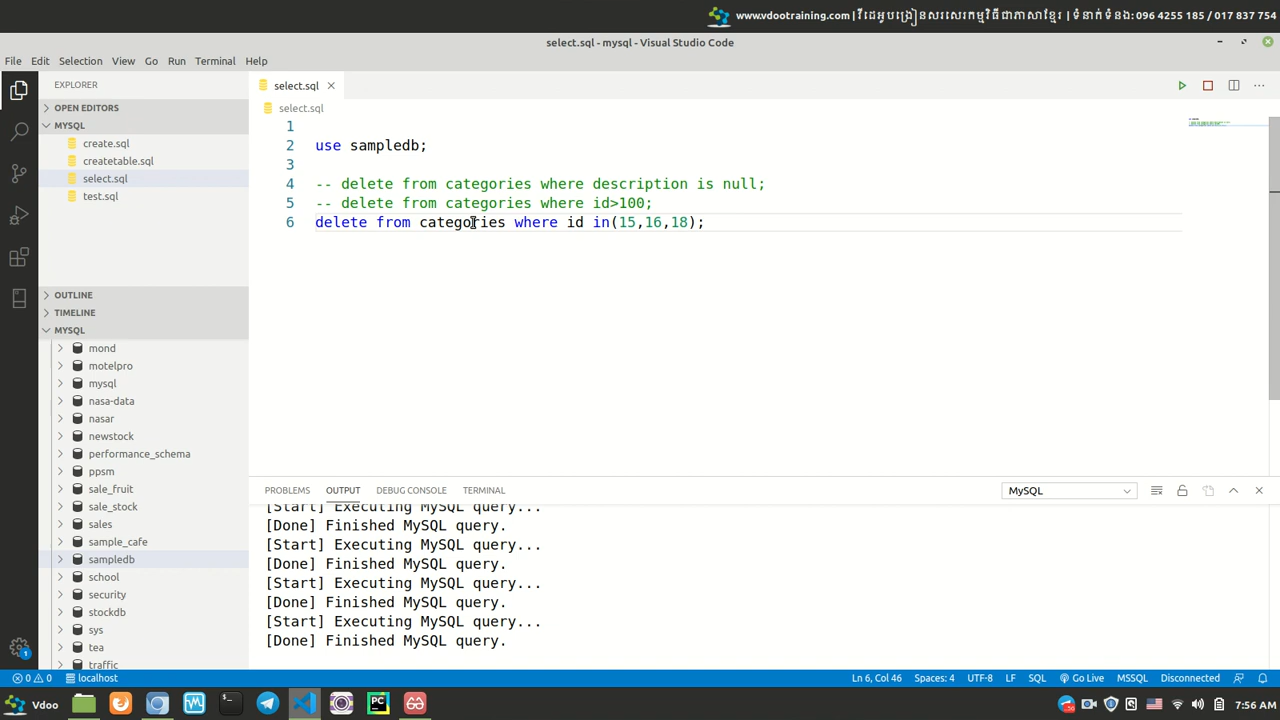 www.vdootraining.com | វីដេអូបង្រៀនសរសេរកម្មវិធីជាភាសាខ្មែរ | ទំនាក់ទំនង: 096 4255 185 / 017 837 754
select.sql - mysql - Visual Studio Code
File Edit Selection View Go Run Terminal Help
EXPLORER
OPEN EDITORS
MYSQL
create.sql
createtable.sql
select.sql
test.sql
OUTLINE
TIMELINE
MYSQL
mond
motelpro
mysql
nasa-data
nasar
newstock
performance_schema
ppsm
sale_fruit
sale_stock
sales
sample_cafe
sampledb
school
security
stockdb
sys
tea
traffic
select.sql
select.sql
1
2 use sampledb;
3
4 -- delete from categories where description is null;
5 -- delete from categories where id>100;
6 delete from categories where id in(15,16,18);
PROBLEMS OUTPUT DEBUG CONSOLE TERMINAL MySQL
[Start] Executing MySQL query...
[Done] Finished MySQL query.
[Start] Executing MySQL query...
[Done] Finished MySQL query.
[Start] Executing MySQL query...
[Done] Finished MySQL query.
[Start] Executing MySQL query...
[Done] Finished MySQL query.
0 0 localhost Ln 6, Col 46 Spaces: 4 UTF-8 LF SQL Go Live MSSQL Disconnected
Vdoo 7:56 AM